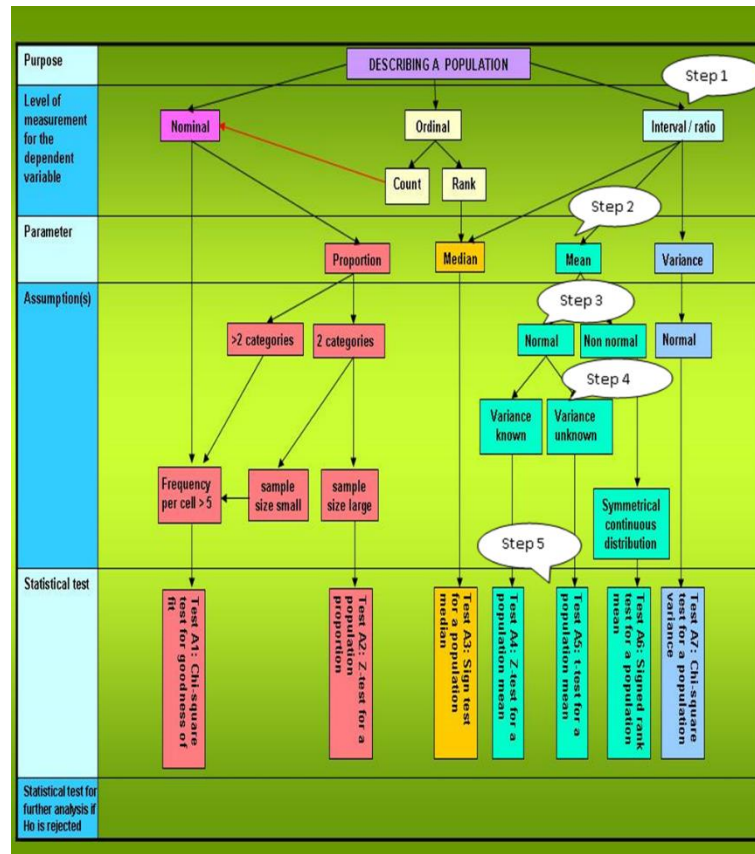 Purpose
DESCRIBING A POPULATION
Step 1
Level of
measurement
for the
dependent
variable
Nominal
Ordinal
Interval / ratio
Count
Rank
Step 2
Parameter
Proportion
Median
Mean
Variance
Assumption(s)
Step 3
>2 categories
2 categories
Normal
Non normal
Normal
Step 4
Variance
known
Variance
unknown
Frequency
per cell > 5
sample
size small
sample
size large
Symmetrical
continuous
distribution
Step 5
Statistical test
Test A1: Chi-square
test for goodness of
fit
Test A2: Z-test for a
population
proportion
Test A3: Sign test
for a population
median
Test A4: Z-test for a
population mean
Test A5: t-test for a
population mean
Test A6: Signed rank
test for a population
mean
Test A7: Chi-square
test for a population
variance
Statistical test for
further analysis if
Ho is rejected